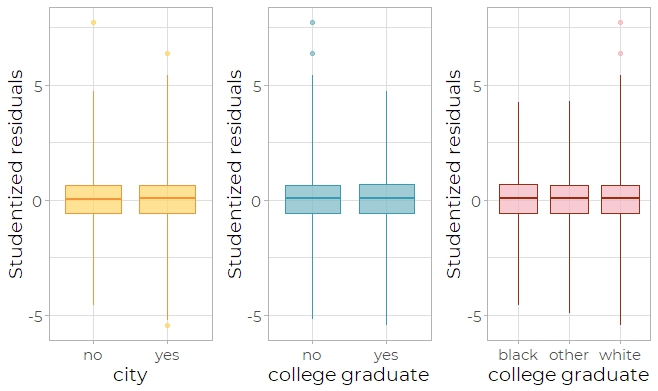 Studentized residuals
5
0
-5
no yes
city
Studentized residuals
5
0
-5
no yes
college graduate
Studentized residuals
5
0
-5
black other white
college graduate